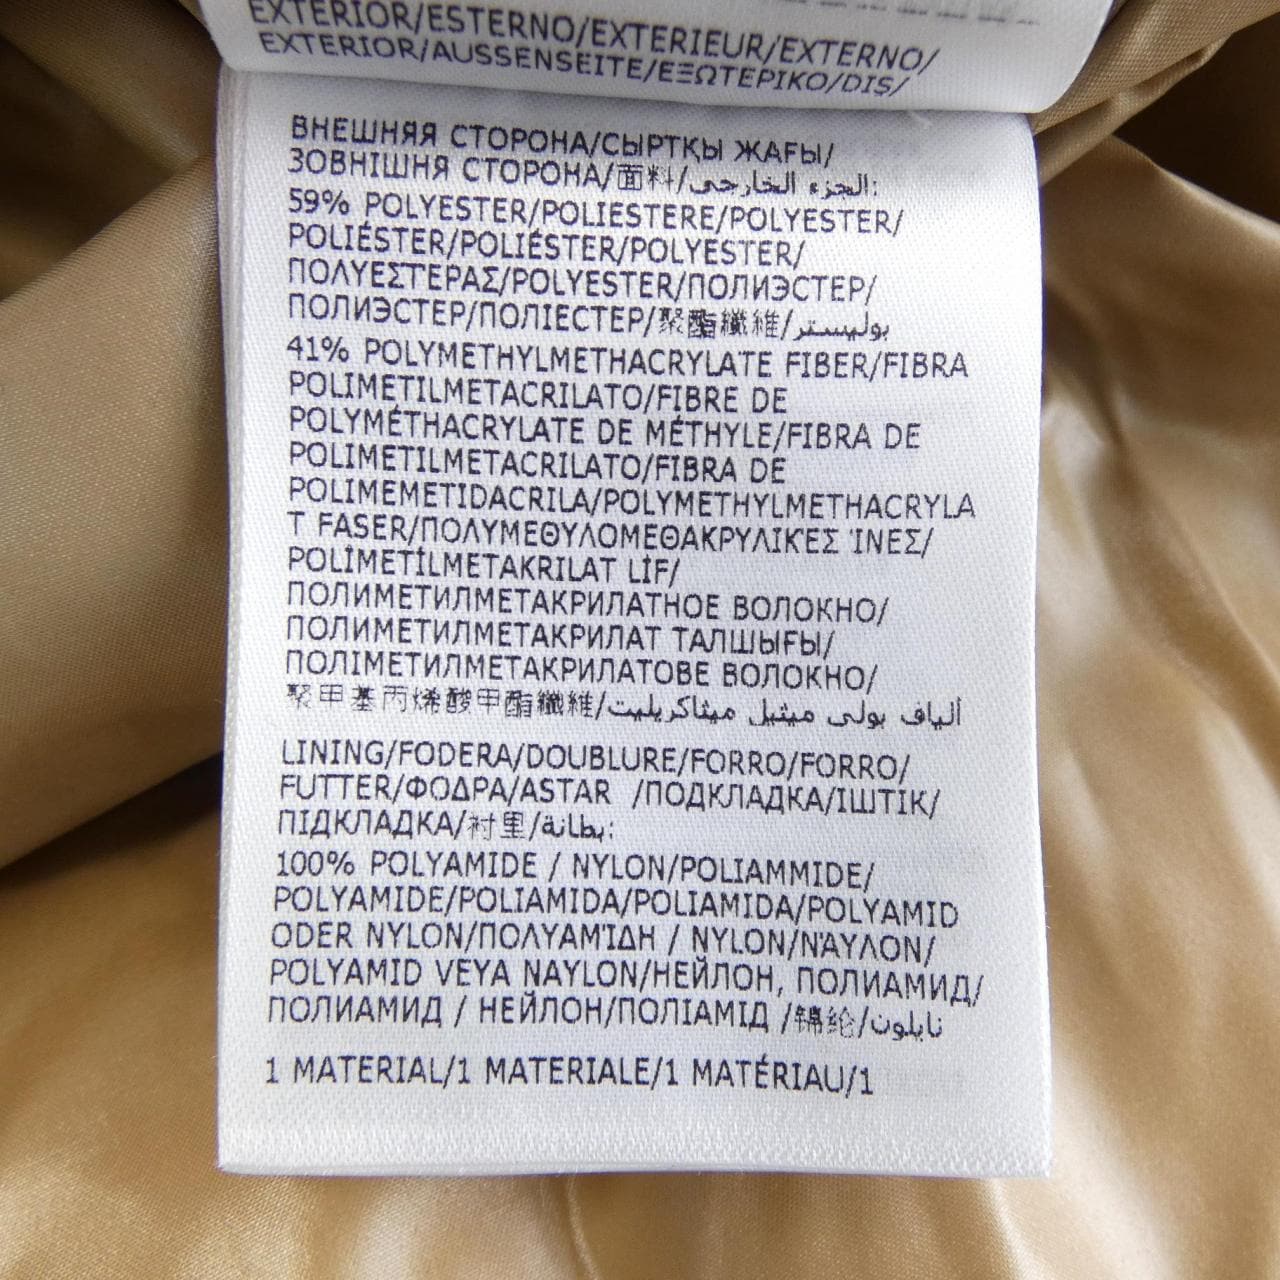 EXTERIOR/ESTERNO/EXTERIEUR/EXTERNO/
EXTERIOR/AUSSENSEITE/ΕΞΩΤΕΡΙΚΟ/DIŞ/
ВНЕШНЯЯ СТОРОНА/СЫРТҚЫ ЖАҒЫ/
ЗОВНІШНЯ СТОРОНА/面料/الجزء الخارجي:
59% POLYESTER/POLIESTERE/POLYESTER/
POLIÉSTER/POLIÉSTER/POLYESTER/
ΠΟΛΥΕΣΤΕΡΑΣ/POLYESTER/ПОЛИЭСТЕР/
ПОЛИЭСТЕР/ПОЛІЕСТЕР/聚酯纖維/بوليستر
41% POLYMETHYLMETHACRYLATE FIBER/FIBRA
POLIMETILMETACRILATO/FIBRE DE
POLYMÉTHACRYLATE DE MÉTHYLE/FIBRA DE
POLIMETILMETACRILATO/FIBRA DE
POLIMEMETIDACRILA/POLYMETHYLMETHACRYLA
T FASER/ΠΟΛΥΜΕΘΥΛΟΜΕΘΑΚΡΥΛΙΚΈΣ ΊΝΕΣ/
POLİMETİLMETAKRILAT LİF/
ПОЛИМЕТИЛМЕТАКРИЛАТНОЕ ВОЛОКНО/
ПОЛИМЕТИЛМЕТАКРИЛАТ ТАЛШЫҒЫ/
ПОЛІМЕТИЛМЕТАКРИЛАТОВЕ ВОЛОКНО/
聚甲基丙烯酸甲酯纖維/ألياف بولي ميثيل ميثاكريليت
LINING/FODERA/DOUBLURE/FORRO/FORRO/
FUTTER/ΦΟΔΡΑ/ASTAR /ПОДКЛАДКА/ІШТІК/
ПІДКЛАДКА/衬里/بطانة:
100% POLYAMIDE / NYLON/POLIAMMIDE/
POLYAMIDE/POLIAMIDA/POLIAMIDA/POLYAMID
ODER NYLON/ΠΟΛΥΑΜΊΔΗ / NYLON/ΝΆΥΛΟΝ/
POLYAMID VEYA NAYLON/НЕЙЛОН, ПОЛИАМИД/
ПОЛИАМИД / НЕЙЛОН/ПОЛІАМІД /锦纶/نايلون
1 MATERIAL/1 MATERIALE/1 MATÉRIAU/1